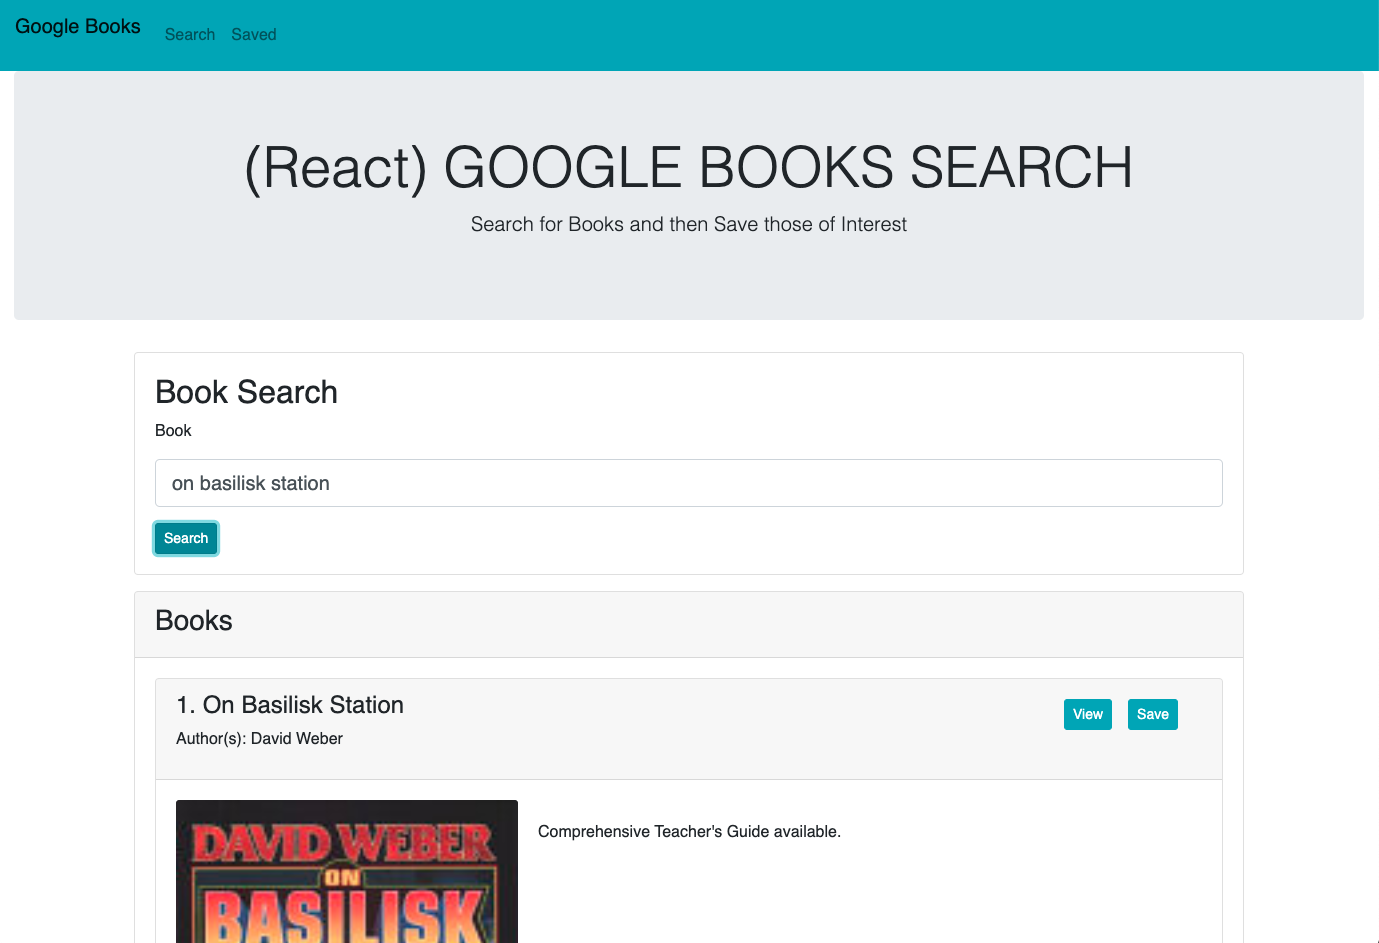 Google Books Search Saved
(React) GOOGLE BOOKS SEARCH
Search for Books and then Save those of Interest
Book Search
Book
on basilisk station
Search
Books
1. On Basilisk Station
View Save
Author(s): David Weber
Comprehensive Teacher's Guide available.
DAVID WEBER
ON
BASILISK